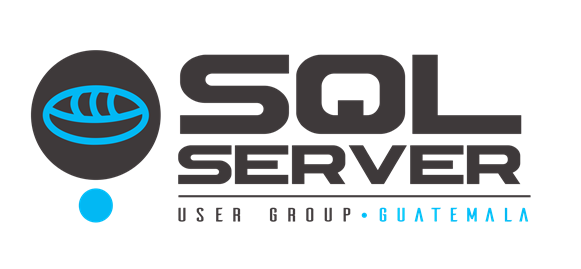 SQL
SERVER
USER GROUP • GUATEMALA